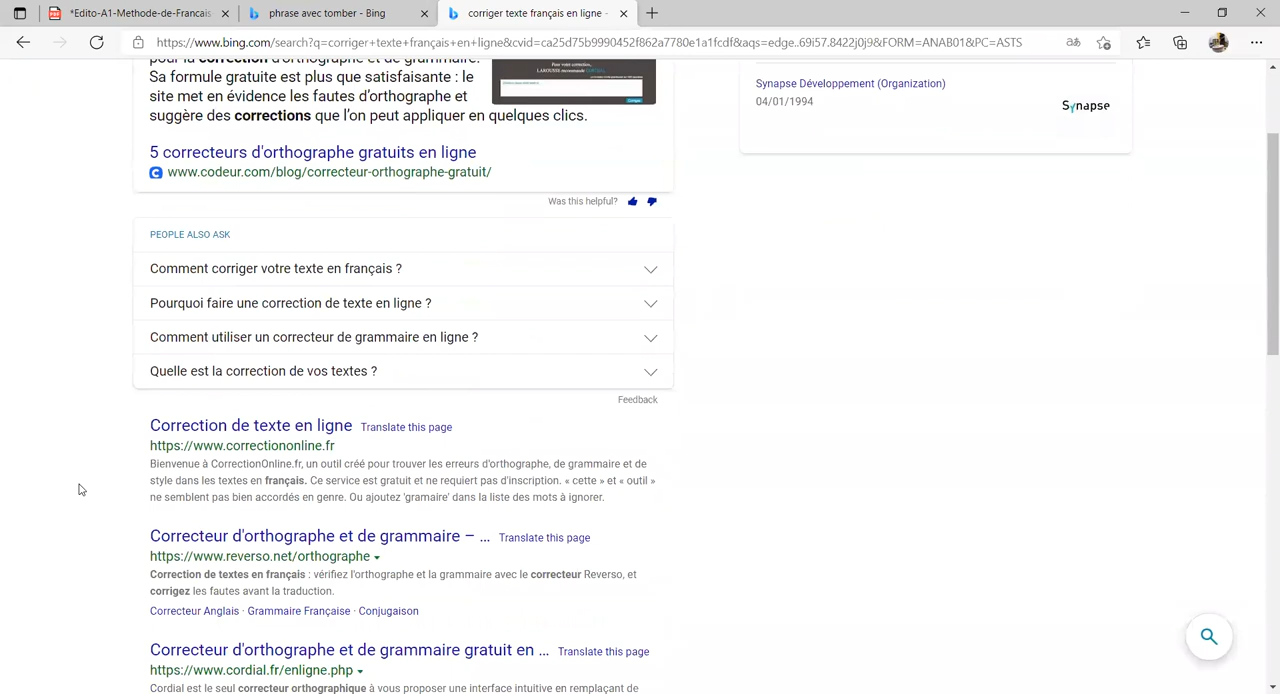 *Edito-A1-Methode-de-Francais
phrase avec tomber - Bing
corriger texte français en ligne -
https://www.bing.com/search?q=corriger+texte+français+en+ligne&cvid=ca25d75b9990452f862a7780e1a1fcdf&aqs=edge..69i57.8422j0j9&FORM=ANAB01&PC=ASTS
pour la correction d'orthographe et de grammaire.
Sa formule gratuite est plus que satisfaisante : le
site met en évidence les fautes d'orthographe et
suggère des corrections que l'on peut appliquer en quelques clics.
5 correcteurs d'orthographe gratuits en ligne
www.codeur.com/blog/correcteur-orthographe-gratuit/
Was this helpful?
Synapse Développement (Organization)
04/01/1994
Synapse
PEOPLE ALSO ASK
Comment corriger votre texte en français ?
Pourquoi faire une correction de texte en ligne ?
Comment utiliser un correcteur de grammaire en ligne ?
Quelle est la correction de vos textes ?
Feedback
Correction de texte en ligne Translate this page
https://www.correctiononline.fr
Bienvenue à CorrectionOnline.fr, un outil créé pour trouver les erreurs d'orthographe, de grammaire et de
style dans les textes en français. Ce service est gratuit et ne requiert pas d'inscription. « cette » et « outil »
ne semblent pas bien accordés en genre. Ou ajoutez 'gramaire' dans la liste des mots à ignorer.
Correcteur d'orthographe et de grammaire – ... Translate this page
https://www.reverso.net/orthographe
Correction de textes en français : vérifiez l'orthographe et la grammaire avec le correcteur Reverso, et
corrigez les fautes avant la traduction.
Correcteur Anglais · Grammaire Française · Conjugaison
Correcteur d'orthographe et de grammaire gratuit en ... Translate this page
https://www.cordial.fr/enligne.php
Cordial est le seul correcteur orthographique à vous proposer une interface intuitive en remplaçant de